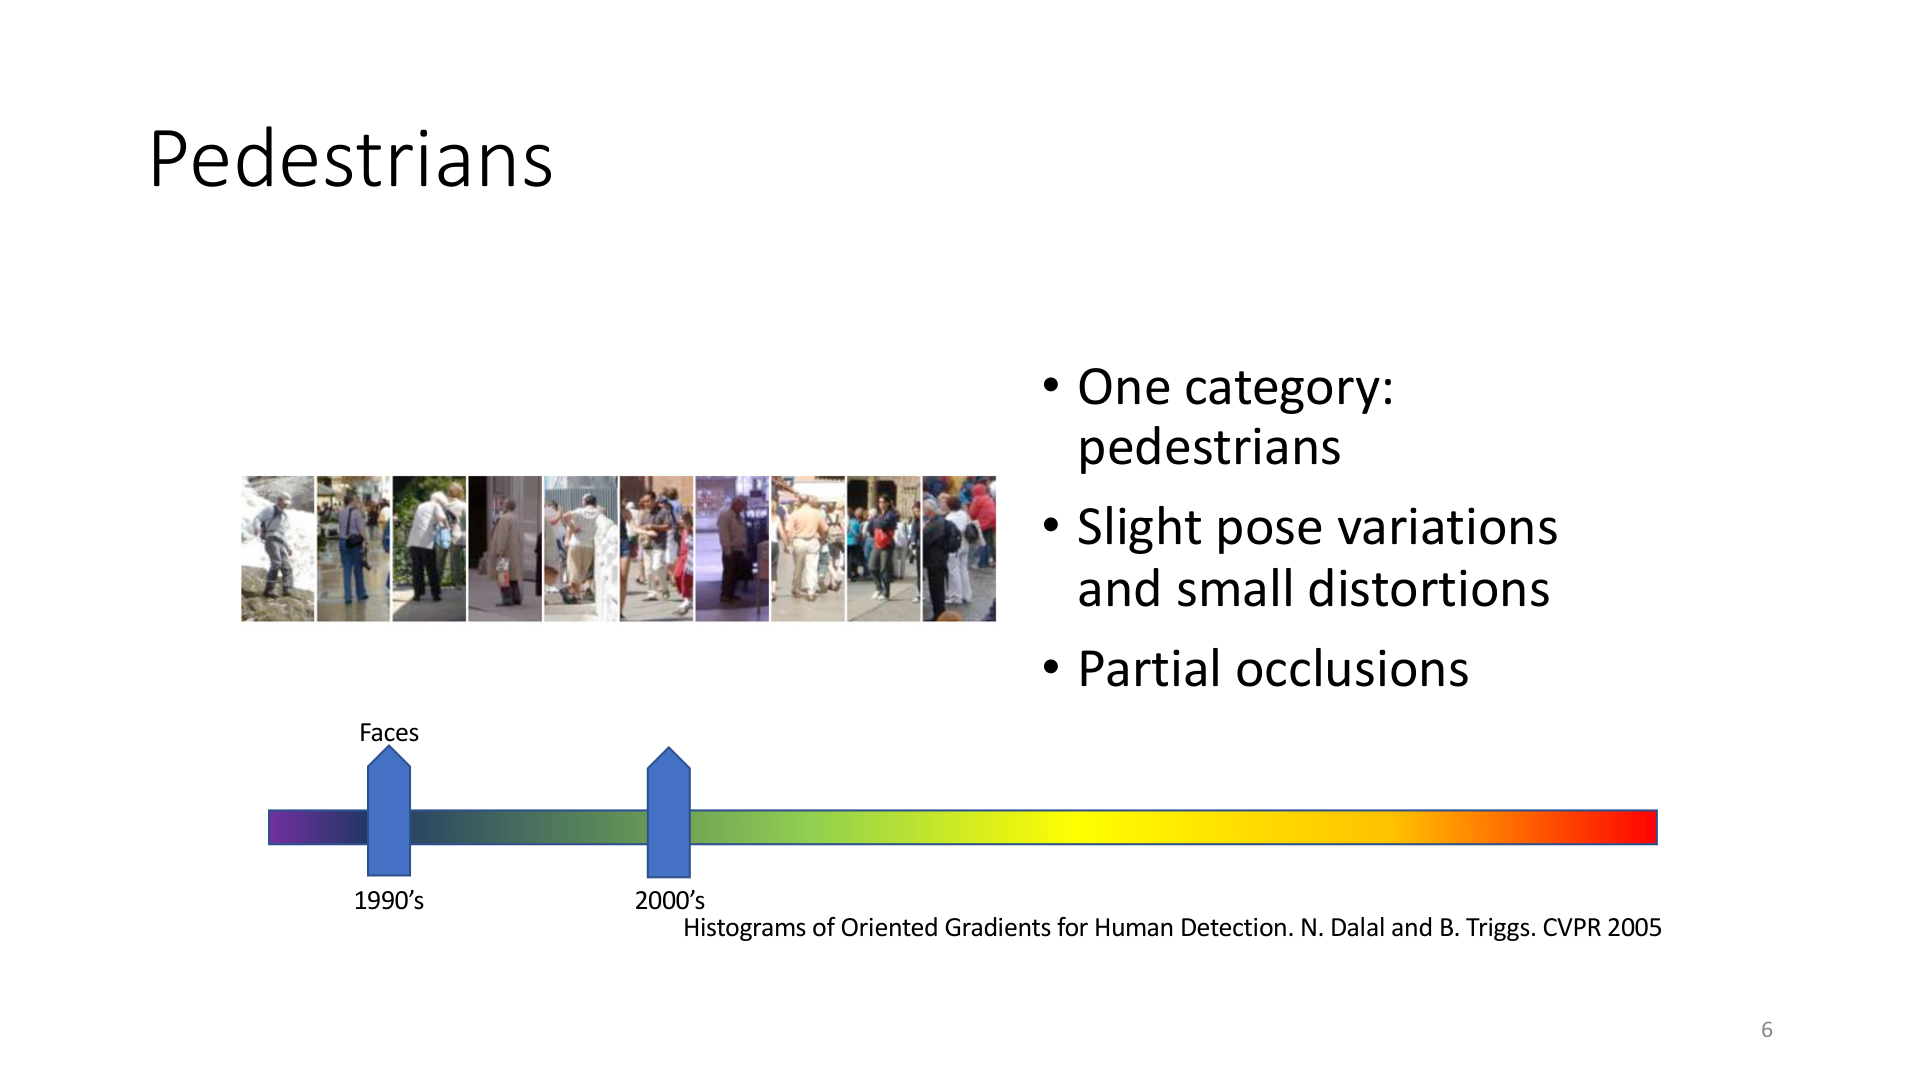 Pedestrians
• One category:
pedestrians
• Slight pose variations
and small distortions
• Partial occlusions
Faces
1990’s
2000’s
Histograms of Oriented Gradients for Human Detection. N. Dalal and B. Triggs. CVPR 2005
6